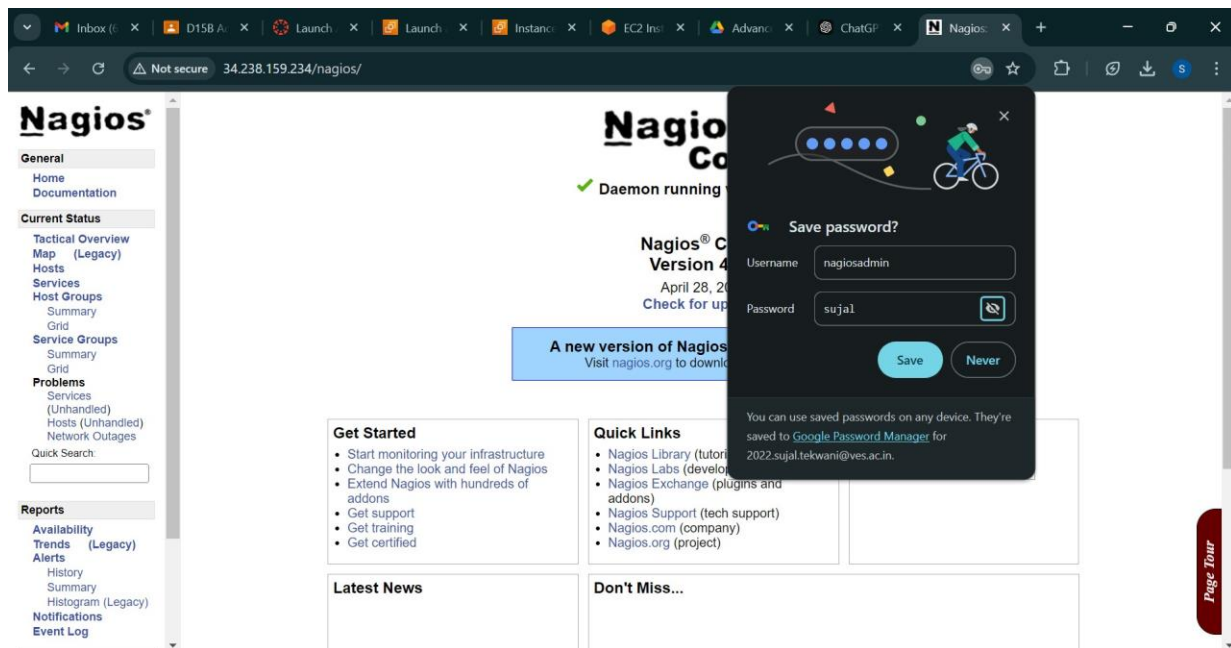 Inbox (6
D15B A
Launch
Launch
Instance
EC2 Inst
Advance
ChatGP
Nagios:
Not secure
34.238.159.234/nagios/
S
Nagios®
General
Home
Documentation
Current Status
Tactical Overview
Map (Legacy)
Hosts
Services
Host Groups
Summary
Grid
Service Groups
Summary
Grid
Problems
Services
(Unhandled)
Hosts (Unhandled)
Network Outages
Quick Search:
Reports
Availability
Trends (Legacy)
Alerts
History
Summary
Histogram (Legacy)
Notifications
Event Log
Nagio
Co
Daemon running
Nagios® C
Version 4
April 28, 20
Check for up
A new version of Nagios
Visit nagios.org to downl
Get Started
Start monitoring your infrastructure
Change the look and feel of Nagios
Extend Nagios with hundreds of
addons
Get support
Get training
Get certified
Quick Links
Nagios Library (tutori
Nagios Labs (develop
Nagios Exchange (plugins and
addons)
Nagios Support (tech support)
Nagios.com (company)
Nagios.org (project)
Latest News
Don't Miss...
Save password?
Username
nagiosadmin
Password
sujal
Save
Never
You can use saved passwords on any device. They're
saved to Google Password Manager for
2022.sujal.tekwani@ves.ac.in.
Page Tour